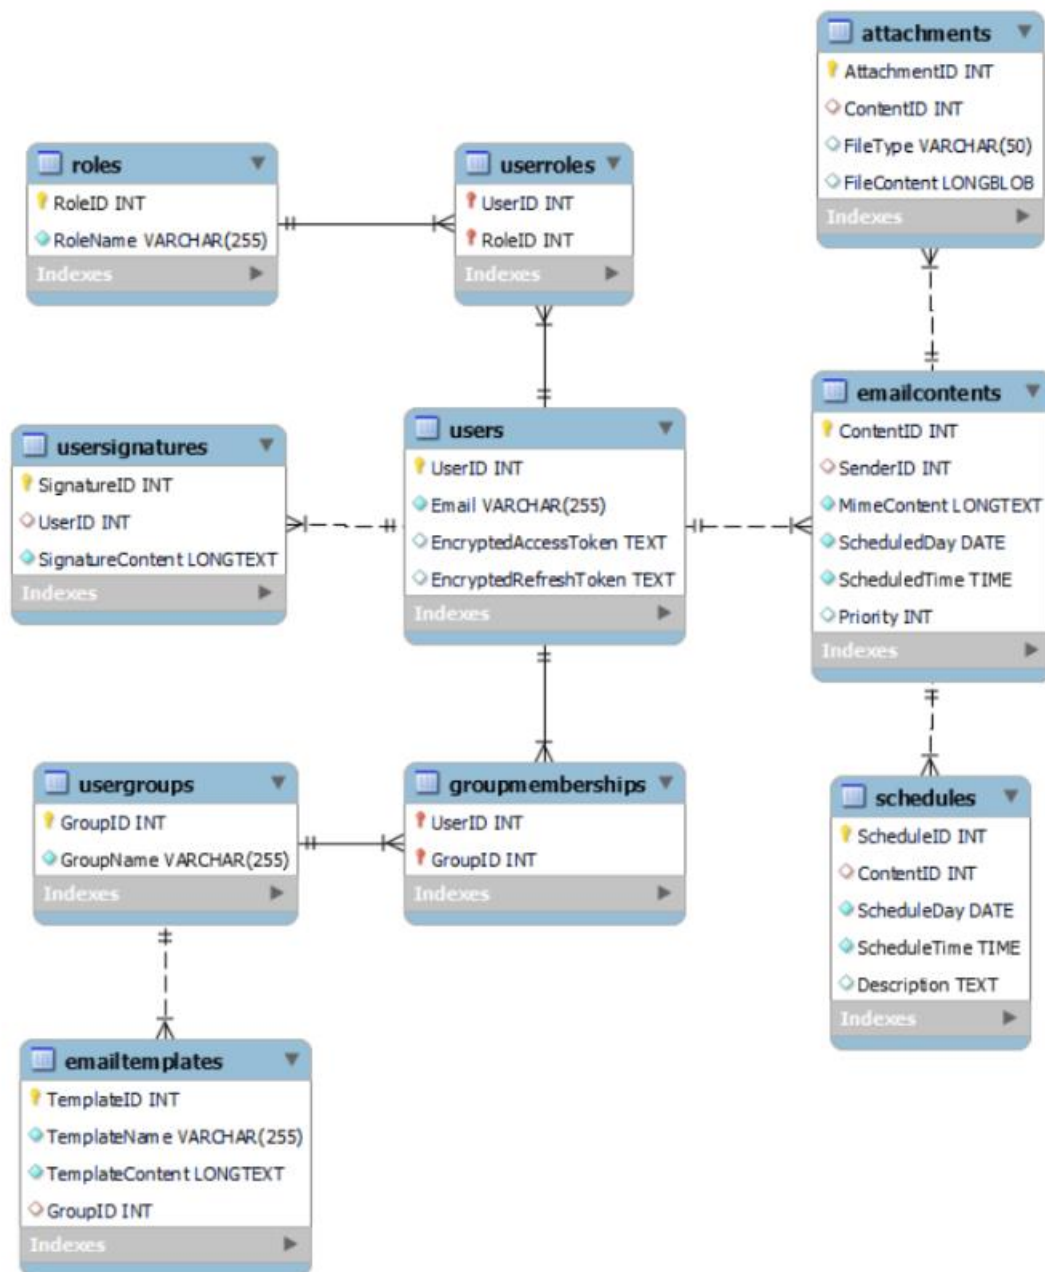 attachments
AttachmentID INT
ContentID INT
FileType VARCHAR(50)
FileContent LONGBLOB
Indexes
roles
RoleID INT
RoleName VARCHAR(255)
Indexes
userroles
UserID INT
RoleID INT
Indexes
usersignatures
SignatureID INT
UserID INT
SignatureContent LONGTEXT
Indexes
users
UserID INT
Email VARCHAR(255)
EncryptedAccessToken TEXT
EncryptedRefreshToken TEXT
Indexes
emailcontents
ContentID INT
SenderID INT
MimeContent LONGTEXT
ScheduledDay DATE
ScheduledTime TIME
Priority INT
Indexes
usergroups
GroupID INT
GroupName VARCHAR(255)
Indexes
groupmemberships
UserID INT
GroupID INT
Indexes
schedules
ScheduleID INT
ContentID INT
ScheduleDay DATE
ScheduleTime TIME
Description TEXT
Indexes
emailtemplates
TemplateID INT
TemplateName VARCHAR(255)
TemplateContent LONGTEXT
GroupID INT
Indexes